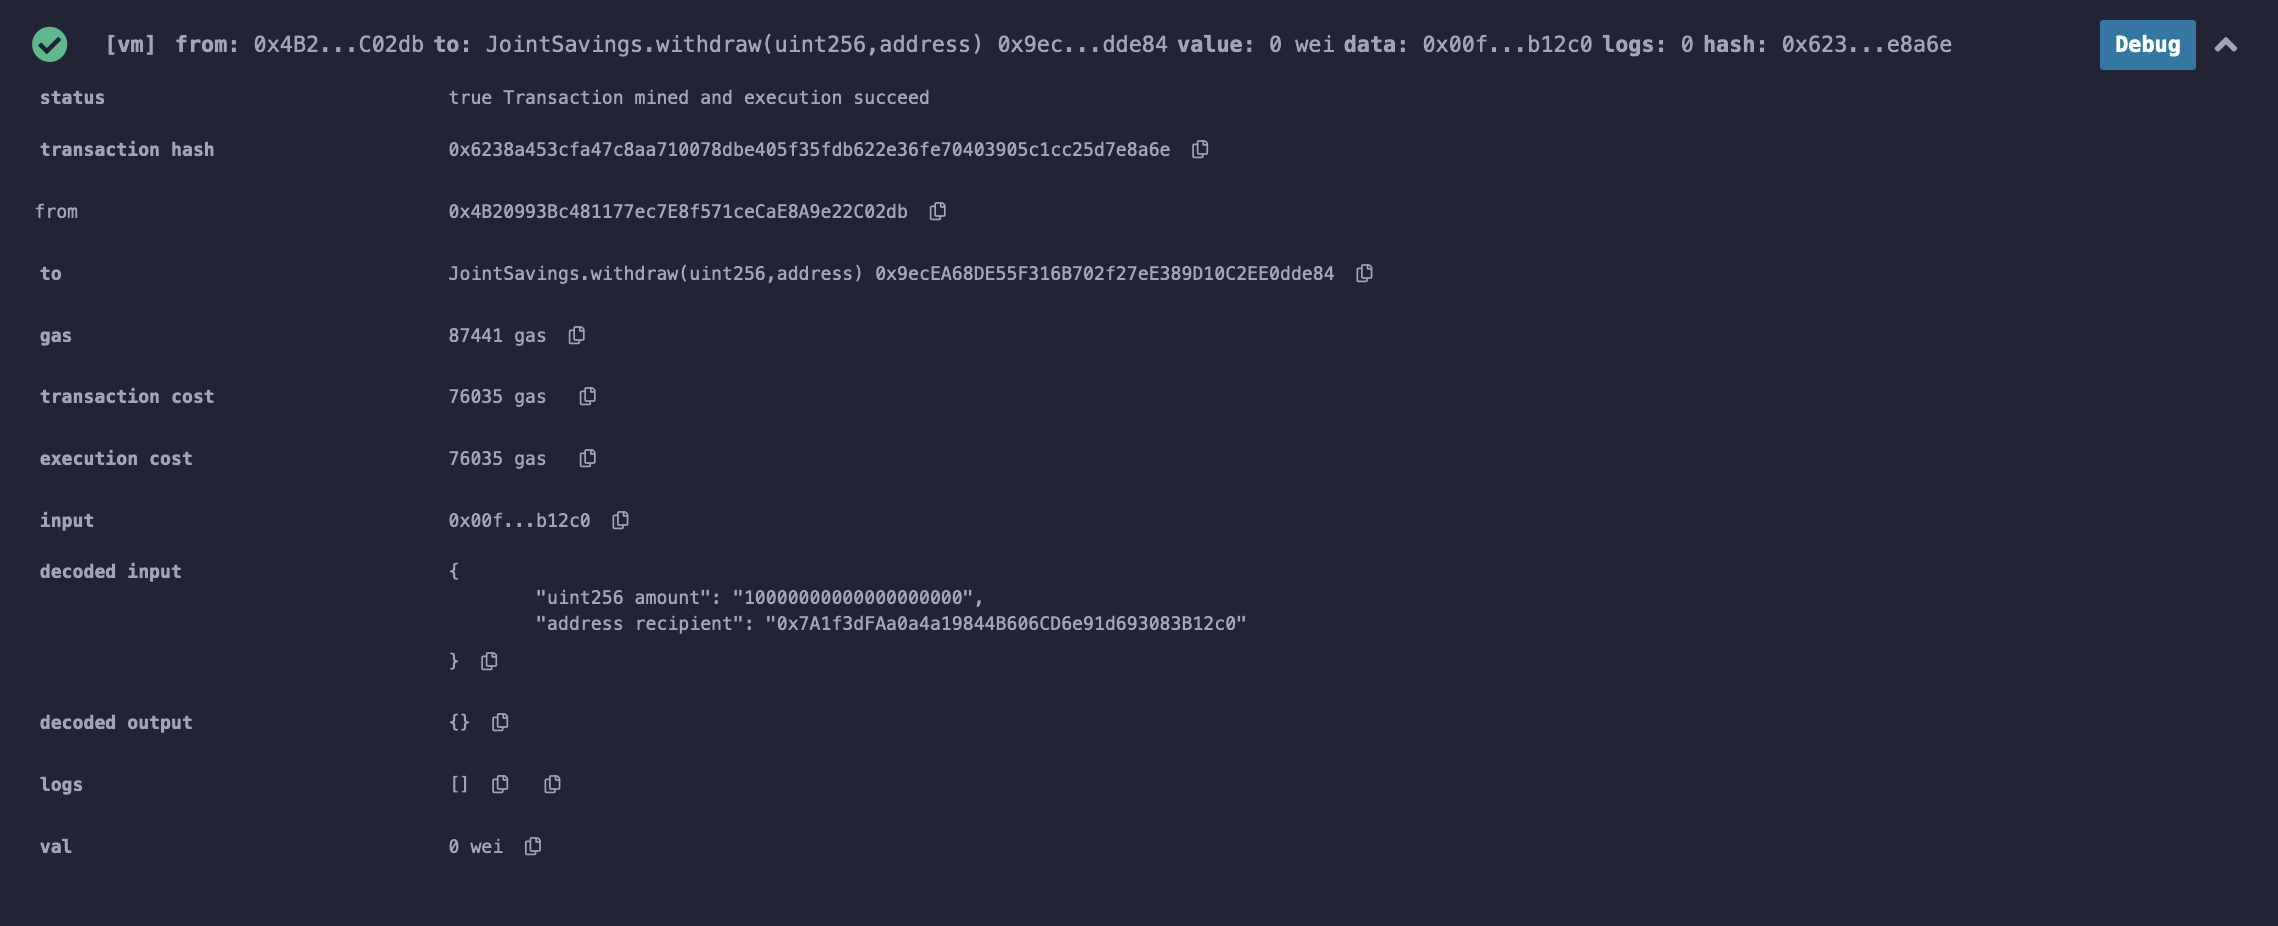 [vm] from: 0x4B2...C02db to: JointSavings.withdraw(uint256,address) 0x9ec...dde84 value: 0 wei data: 0x00f...b12c0 logs: 0 hash: 0x623...e8a6e Debug
status true Transaction mined and execution succeed
transaction hash 0x6238a453cfa47c8aa710078dbe405f35fdb622e36fe70403905c1cc25d7e8a6e
from 0x4B20993Bc481177ec7E8f571ceCaE8A9e22C02db
to JointSavings.withdraw(uint256,address) 0x9ecEA68DE55F316B702f27eE389D10C2EE0dde84
gas 87441 gas
transaction cost 76035 gas
execution cost 76035 gas
input 0x00f...b12c0
decoded input {
"uint256 amount": "10000000000000000000",
"address recipient": "0x7A1f3dFAa0a4a19844B606CD6e91d693083B12c0"
}
decoded output {}
logs []
val 0 wei